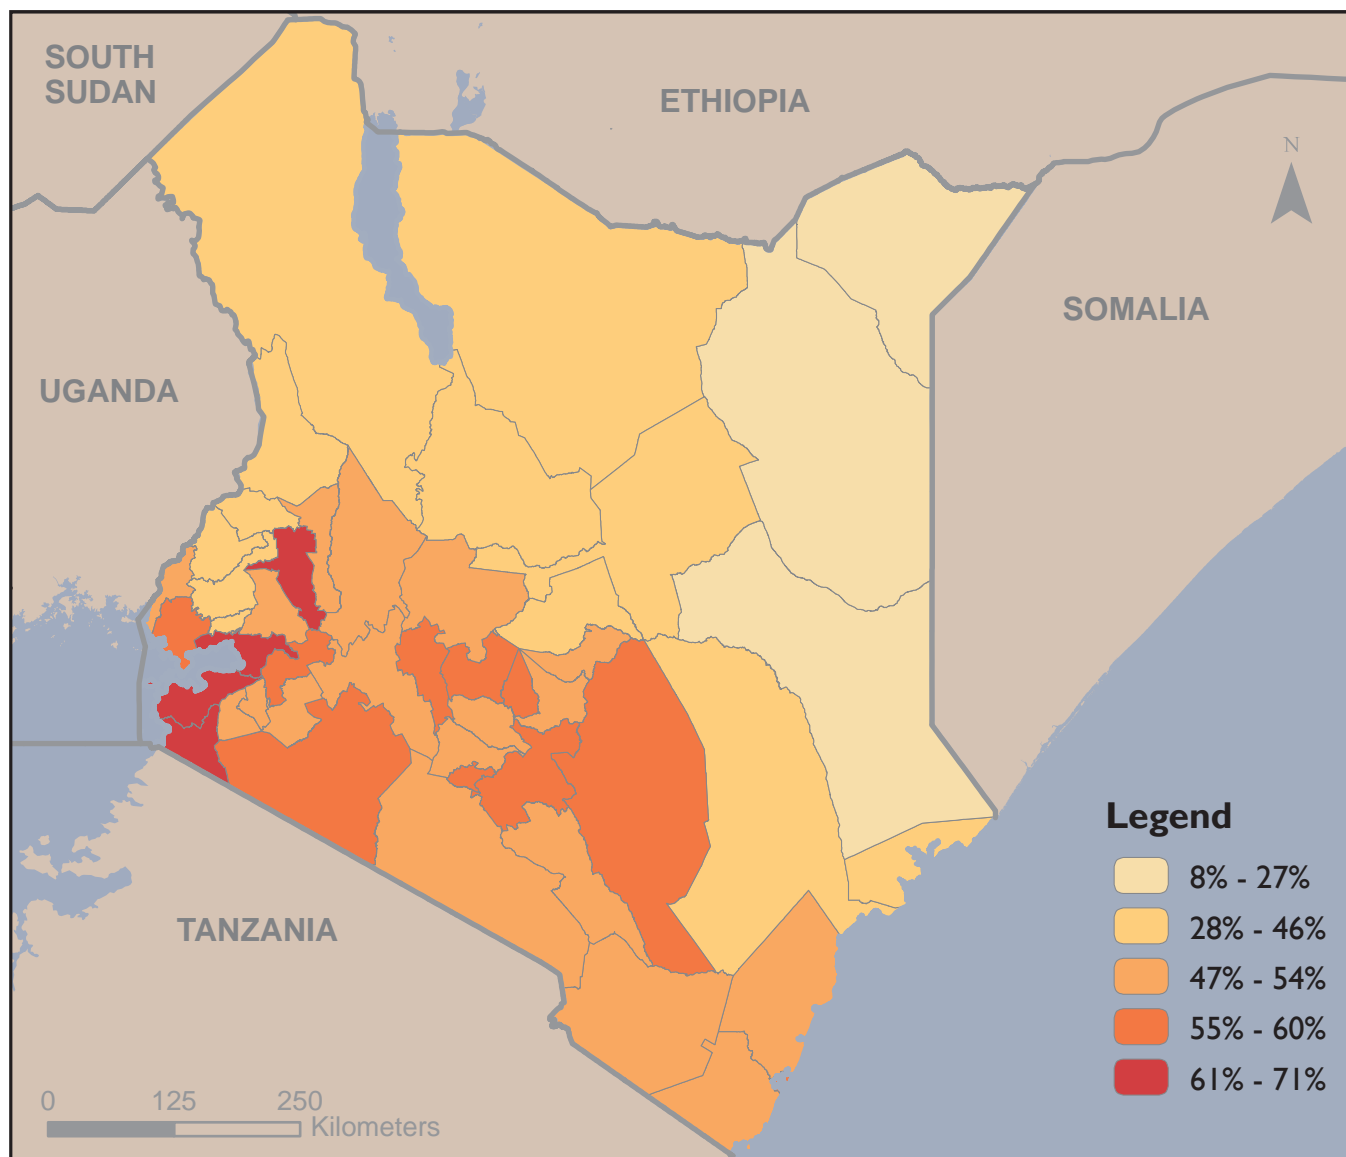 SOUTH
SUDAN
ETHIOPIA
N
SOMALIA
UGANDA
TANZANIA
Legend
8% - 27%
28% - 46%
47% - 54%
55% - 60%
61% - 71%
0 125 250
Kilometers